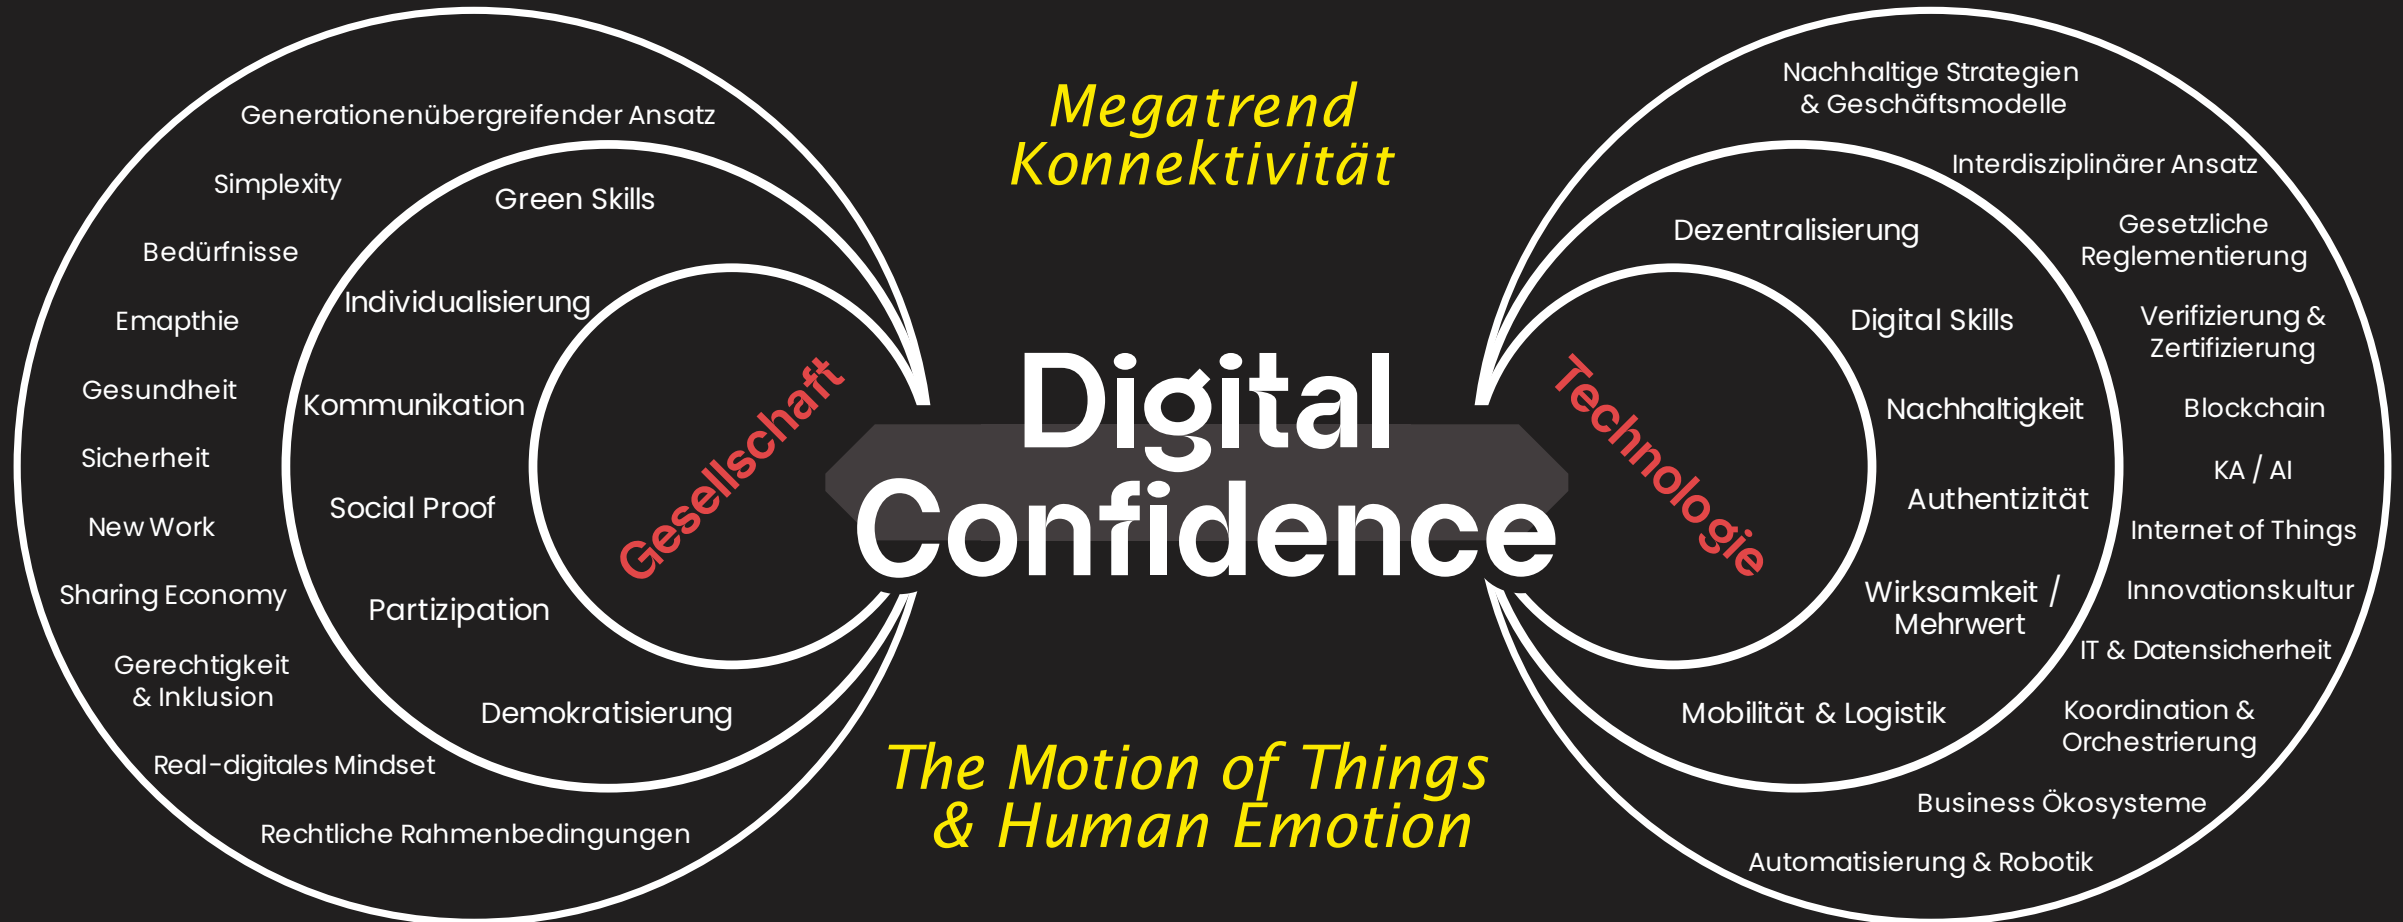 Generationenübergreifender Ansatz
Simplexity
Bedürfnisse
Emapthie
Gesundheit
Sicherheit
New Work
Sharing Economy
Gerechtigkeit
& Inklusion
Real-digitales Mindset
Rechtliche Rahmenbedingungen
Green Skills
Individualisierung
Kommunikation
Social Proof
Partizipation
Demokratisierung
Gesellschaft
Megatrend
Konnektivität
Digital
Confidence
The Motion of Things
& Human Emotion
Technologie
Dezentralisierung
Digital Skills
Nachhaltigkeit
Authentizität
Wirksamkeit /
Mehrwert
Mobilität & Logistik
Nachhaltige Strategien
& Geschäftsmodelle
Interdisziplinärer Ansatz
Gesetzliche
Reglementierung
Verifizierung &
Zertifizierung
Blockchain
KA / AI
Internet of Things
Innovationskultur
IT & Datensicherheit
Koordination &
Orchestrierung
Business Ökosysteme
Automatisierung & Robotik